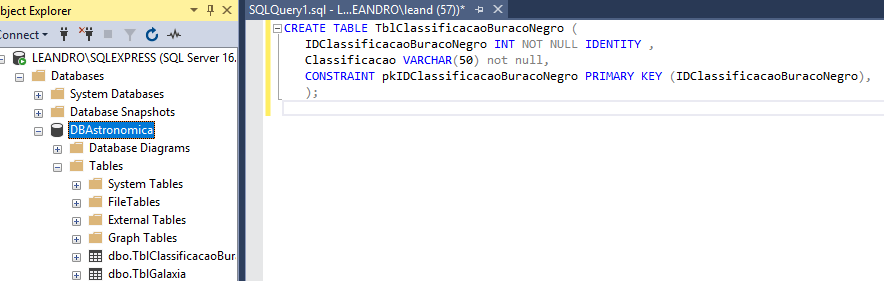 bject Explorer
SQLQuery1.sql - L...EANDRO\leand (57))*
Connect
LEANDRO\SQLEXPRESS (SQL Server 16.
Databases
System Databases
Database Snapshots
DBAstronomica
Database Diagrams
Tables
System Tables
FileTables
External Tables
Graph Tables
dbo.TblClassificacaoBur
dbo.TblGalaxia
CREATE TABLE TblClassificacaoBuracoNegro (
IDClassificacaoBuracoNegro INT NOT NULL IDENTITY ,
Classificacao VARCHAR(50) not null,
CONSTRAINT pkIDClassificacaoBuracoNegro PRIMARY KEY (IDClassificacaoBuracoNegro),
);